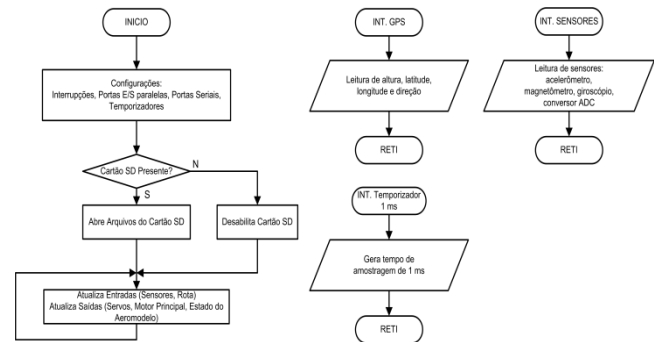 INICIO
Configurações:
Interrupções, Portas E/S paralelas, Portas Seriais,
Temporizadores
Cartão SD Presente?
N
S
Abre Arquivos do Cartão SD
Desabilita Cartão SD
Atualiza Entradas (Sensores, Rota)
Atualiza Saídas (Servos, Motor Principal, Estado do
Aeromodelo)
INT. GPS
Leitura de altura, latitude,
longitude e direção
RETI
INT. SENSORES
Leitura de sensores:
acelerômetro,
magnetômetro, giroscópio,
conversor ADC
RETI
INT. Temporizador
1 ms
Gera tempo de
amostragem de 1 ms
RETI